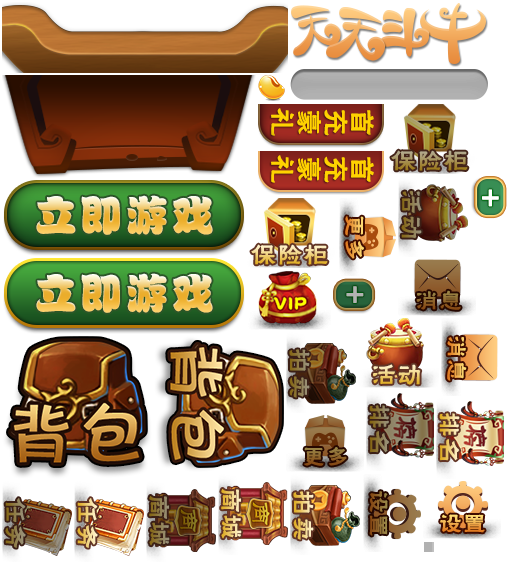 天天斗牛
首充豪礼
首充豪礼
保险柜
活动
立即游戏
保险柜
更多
立即游戏
VIP
消息
背包
背包
拍卖
活动
消息
更多
排名
排名
任务
任务
商城
商城
拍卖
设置
设置